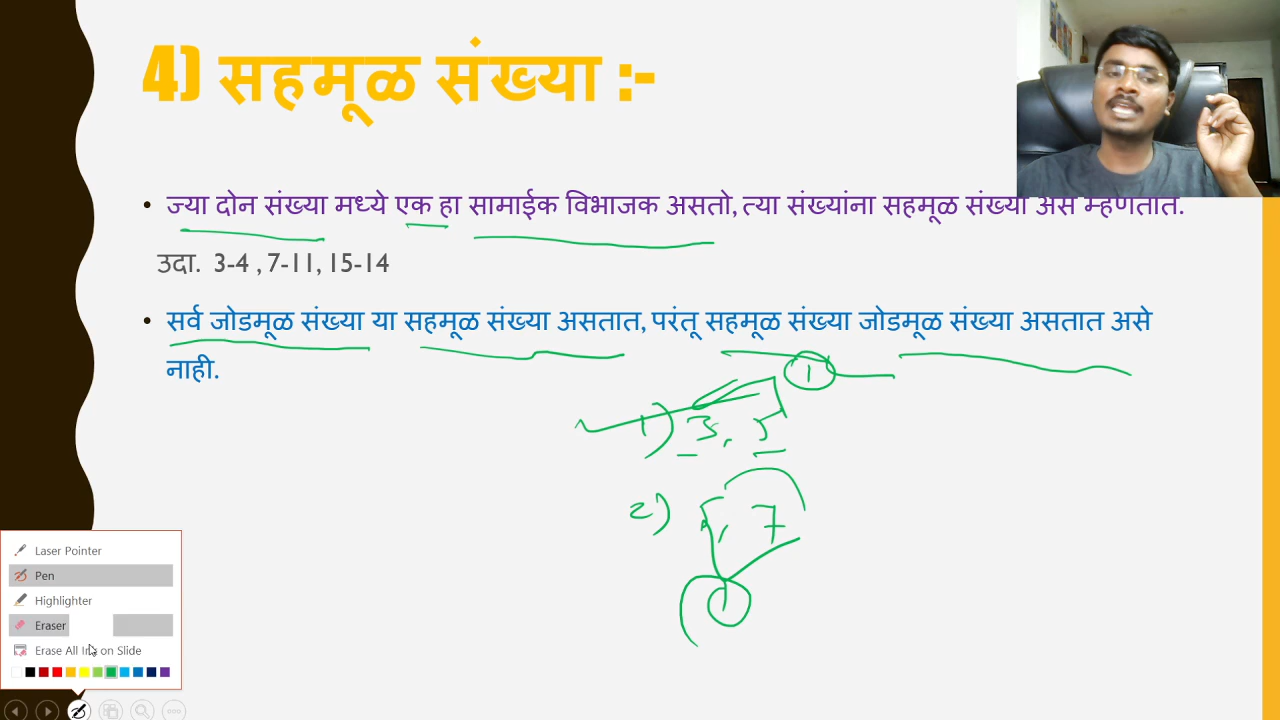 4) सहमूळ संख्या :-
• ज्या दोन संख्या मध्ये एक हा सामाईक विभाजक असतो, त्या संख्यांना सहमूळ संख्या असे म्हणतात.
उदा. 3-4 , 7-11, 15-14
• सर्व जोडमूळ संख्या या सहमूळ संख्या असतात, परंतू सहमूळ संख्या जोडमूळ संख्या असतात असे
नाही.
1
1) 3, 5
2) 5, 7
1
Laser Pointer
Pen
Highlighter
Eraser
Erase All Ink on Slide